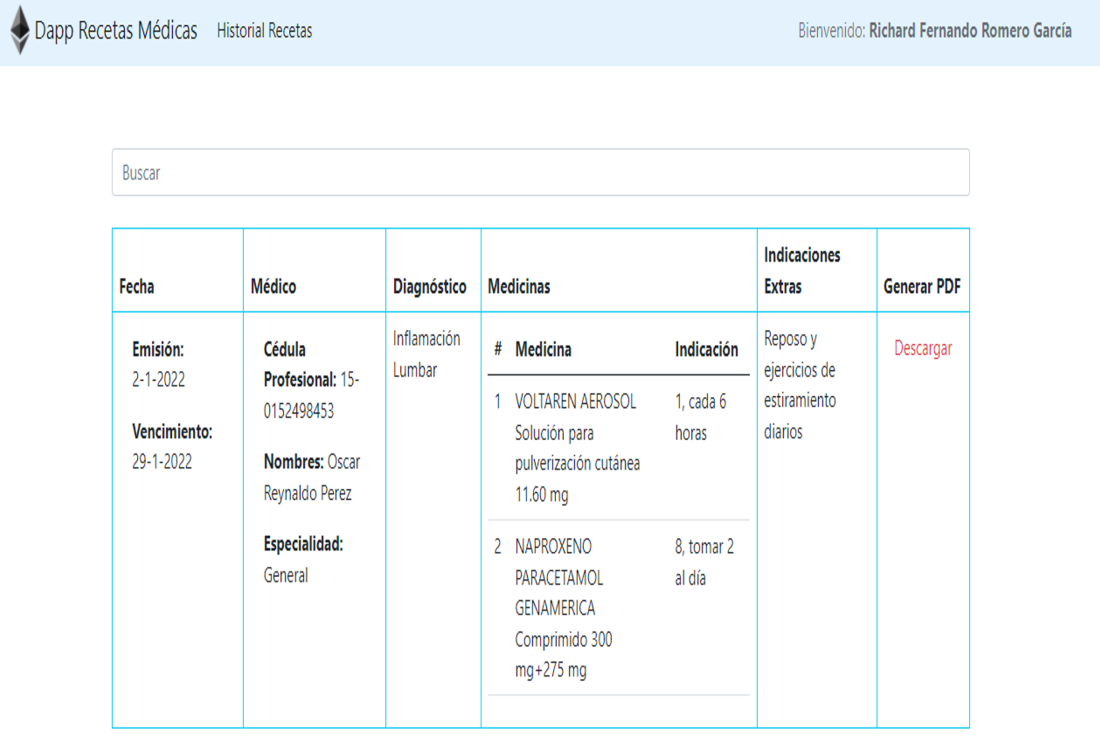 Dapp Recetas Médicas
Historial Recetas
Bienvenido: Richard Fernando Romero García
Buscar
Fecha
Médico
Diagnóstico
Medicinas
Indicaciones
Extras
Generar PDF
Emisión:
2-1-2022
Vencimiento:
29-1-2022
Cédula
Profesional: 15-
0152498453
Nombres: Oscar
Reynaldo Perez
Especialidad:
General
Inflamación
Lumbar
# Medicina Indicación
1 VOLTAREN AEROSOL 1, cada 6
Solución para horas
pulverización cutánea
11.60 mg
2 NAPROXENO 8, tomar 2
PARACETAMOL al día
GENAMERICA
Comprimido 300
mg+275 mg
Reposo y
ejercicios de
estiramiento
diarios
Descargar